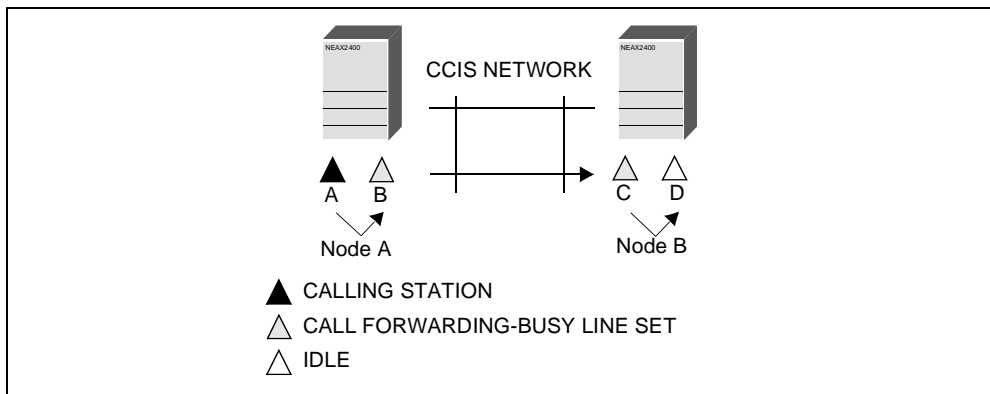 NEAX2400 NEAX2400
CCIS NETWORK
A B C D
Node A Node B
CALLING STATION
CALL FORWARDING-BUSY LINE SET
IDLE